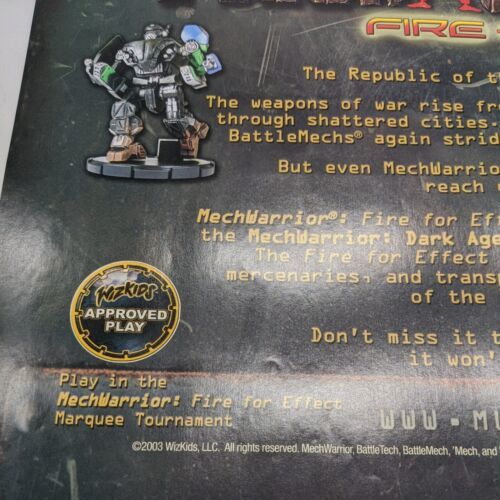 FIRE
The Republic of t
The weapons of war rise fr
through shattered cities.
BattleMechs® again strid
But even MechWarrio
reach
MechWarrior®: Fire for Effect
the MechWarrior: Dark Age
The Fire for Effect
mercenaries, and transp
of the
Don't miss it t
it won'
WIZKIDS
APPROVED
PLAY
Play in the
MechWarrior: Fire for Effect
Marquee Tournament
WWW.M
©2003 WizKids, LLC. All rights reserved. MechWarrior, BattleTech, BattleMech, 'Mech, and